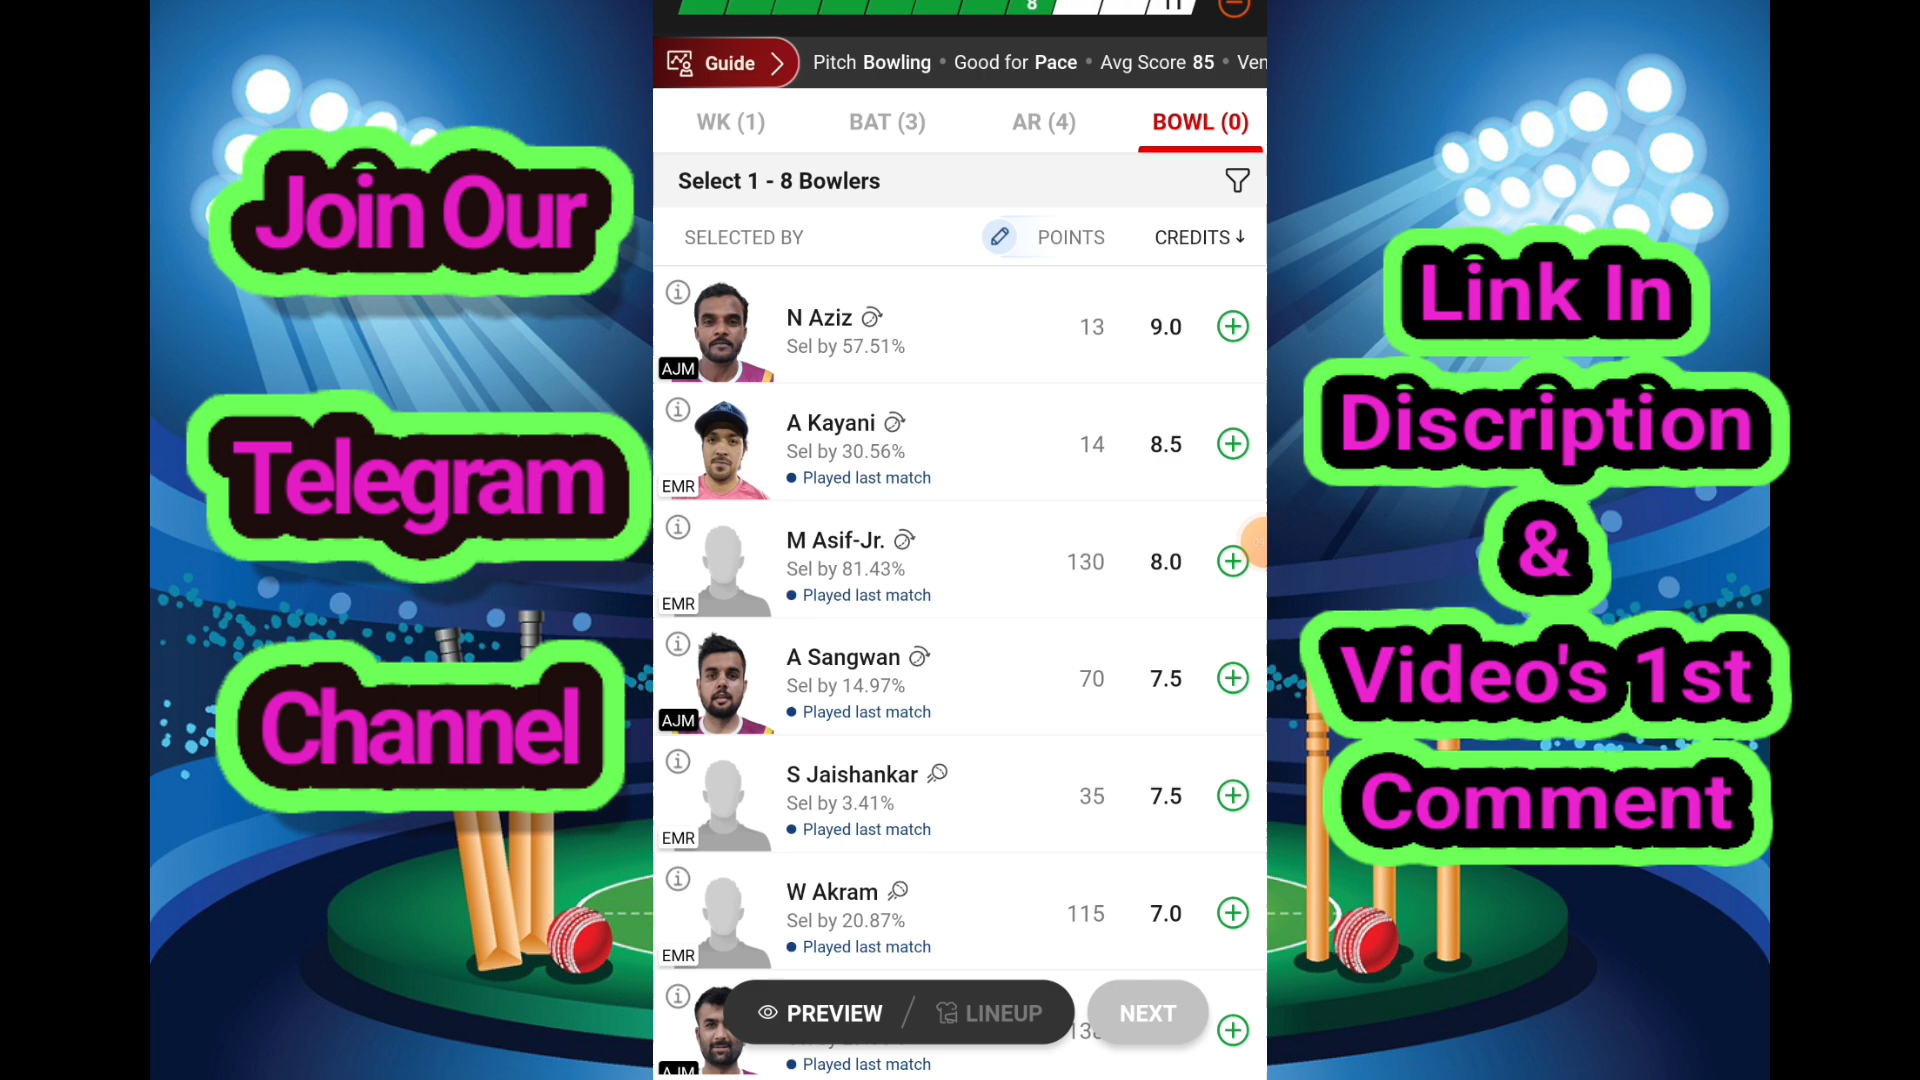 8
11
Guide
Pitch Bowling • Good for Pace • Avg Score 85 • Ven
WK (1)
BAT (3)
AR (4)
BOWL (0)
Select 1 - 8 Bowlers
SELECTED BY
POINTS
CREDITS↓
N Aziz
13
9.0
Sel by 57.51%
AJM
A Kayani
14
8.5
Sel by 30.56%
Played last match
EMR
M Asif-Jr.
130
8.0
Sel by 81.43%
Played last match
EMR
A Sangwan
70
7.5
Sel by 14.97%
Played last match
AJM
S Jaishankar
35
7.5
Sel by 3.41%
Played last match
EMR
W Akram
115
7.0
Sel by 20.87%
Played last match
EMR
PREVIEW
LINEUP
NEXT
Played last match
AJM
Join Our
Telegram
Channel
Link In
Discription
&
Video's 1st
Comment